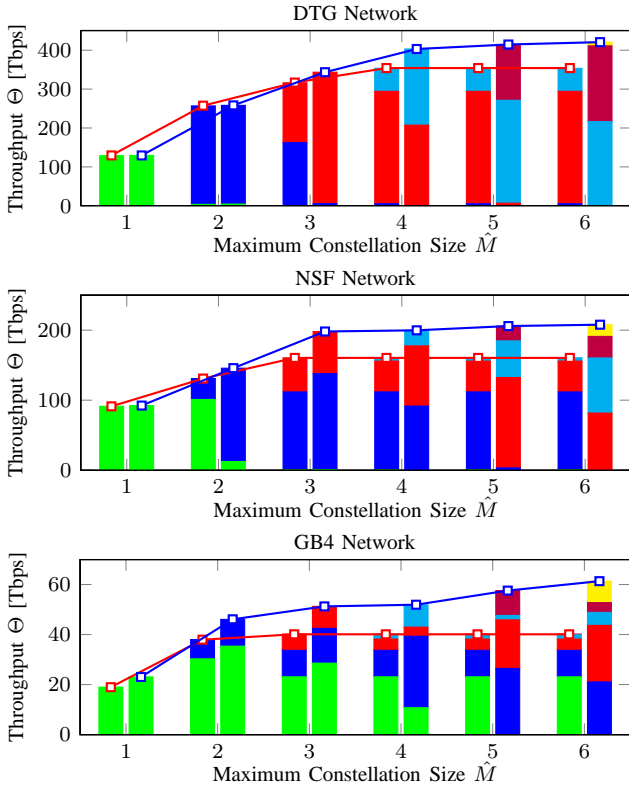 DTG Network
Throughput Θ [Tbps]
400
300
200
100
0
1 2 3 4 5 6
Maximum Constellation Size M̂
NSF Network
Throughput Θ [Tbps]
200
100
0
1 2 3 4 5 6
Maximum Constellation Size M̂
GB4 Network
Throughput Θ [Tbps]
60
40
20
0
1 2 3 4 5 6
Maximum Constellation Size M̂